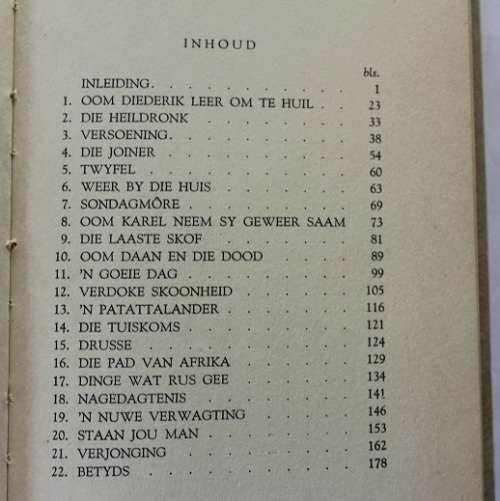 INHOUD
bls.
INLEIDING. . . . . . . . . . . 1
1. OOM DIEDERIK LEER OM TE HUIL . . 23
2. DIE HEILDRONK . . . . . . . . 33
3. VERSOENING. . . . . . . . . . 38
4. DIE JOINER . . . . . . . . . . 54
5. TWYFEL . . . . . . . . . . . 60
6. WEER BY DIE HUIS . . . . . . . 63
7. SONDAGMÔRE . . . . . . . . . 69
8. OOM KAREL NEEM SY GEWEER SAAM 73
9. DIE LAASTE SKOF . . . . . . . 81
10. OOM DAAN EN DIE DOOD . . . . . 89
11. 'N GOEIE DAG . . . . . . . . . 99
12. VERDOKE SKOONHEID . . . . . . 105
13. 'N PATATTALANDER . . . . . . . 116
14. DIE TUISKOMS . . . . . . . . . 121
15. DRUSSE . . . . . . . . . . . 124
16. DIE PAD VAN AFRIKA . . . . . . 129
17. DINGE WAT RUS GEE . . . . . . 134
18. NAGEDAGTENIS . . . . . . . . 141
19. 'N NUWE VERWAGTING . . . . . . 146
20. STAAN JOU MAN . . . . . . . . 153
21. VERJONGING . . . . . . . . . 162
22. BETYDS . . . . . . . . . . . 178